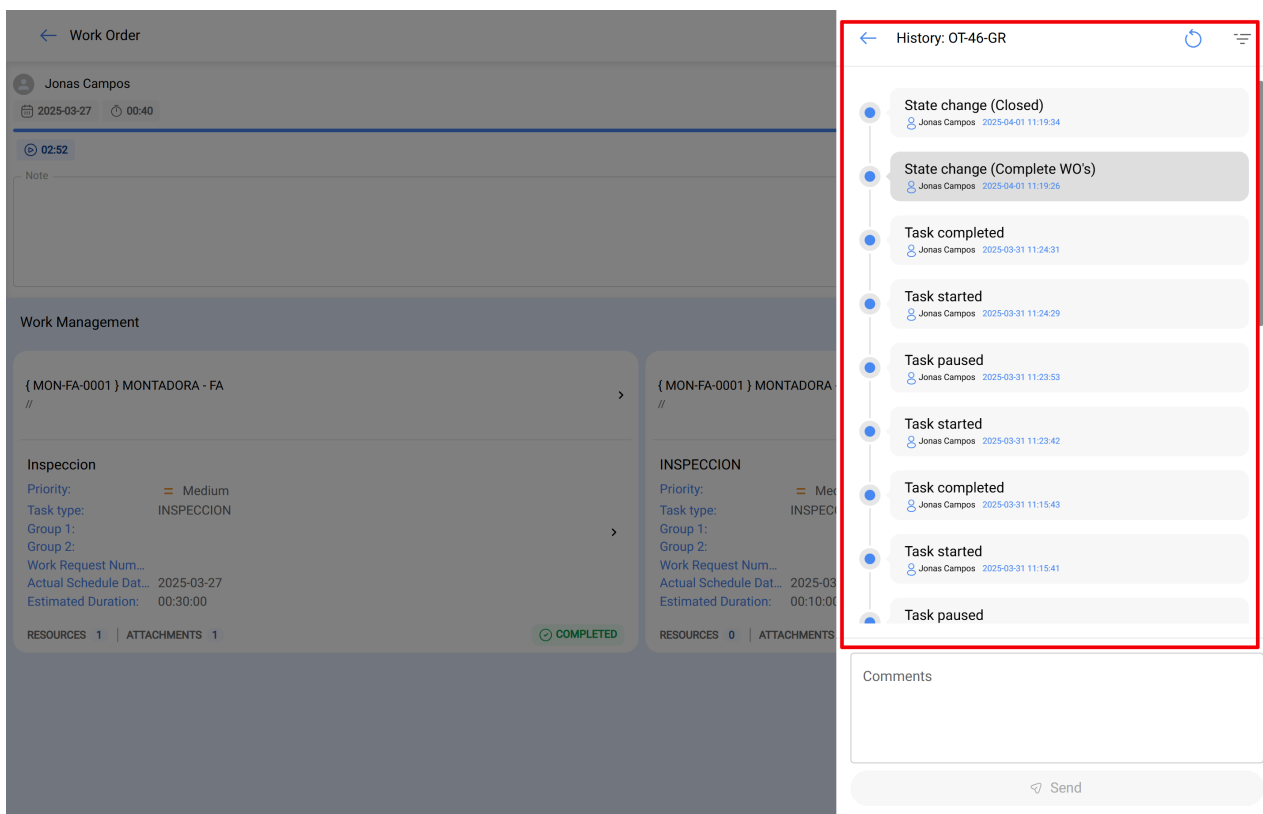 Work Order
Jonas Campos
2025-03-27 00:40
02:52
Note
Work Management
{ MON-FA-0001 } MONTADORA - FA
//
Inspeccion
Priority: Medium
Task type: INSPECCION
Group 1:
Group 2:
Work Request Num...
Actual Schedule Dat... 2025-03-27
Estimated Duration: 00:30:00
RESOURCES 1 | ATTACHMENTS 1 COMPLETED
{ MON-FA-0001 } MONTADORA -
//
INSPECCION
Priority: Med
Task type: INSPEC
Group 1:
Group 2:
Work Request Num...
Actual Schedule Dat... 2025-03
Estimated Duration: 00:10:00
RESOURCES 0 | ATTACHMENTS
History: OT-46-GR
State change (Closed)
Jonas Campos 2025-04-01 11:19:34
State change (Complete WO's)
Jonas Campos 2025-04-01 11:19:26
Task completed
Jonas Campos 2025-03-31 11:24:31
Task started
Jonas Campos 2025-03-31 11:24:29
Task paused
Jonas Campos 2025-03-31 11:23:53
Task started
Jonas Campos 2025-03-31 11:23:42
Task completed
Jonas Campos 2025-03-31 11:15:43
Task started
Jonas Campos 2025-03-31 11:15:41
Task paused
Comments
Send